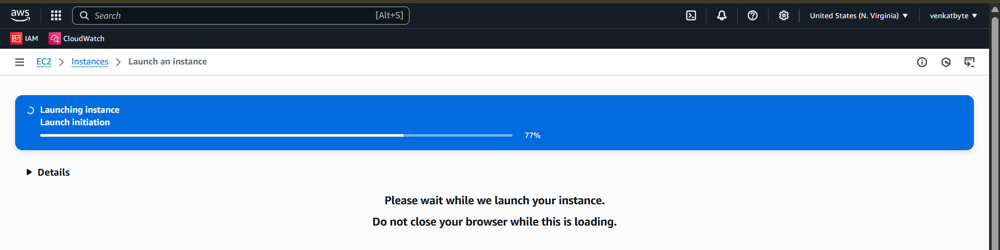 aws Search [Alt+S] United States (N. Virginia) venkatbyte
IAM CloudWatch
EC2 Instances Launch an instance
Launching instance
Launch initiation
77%
Details
Please wait while we launch your instance.
Do not close your browser while this is loading.